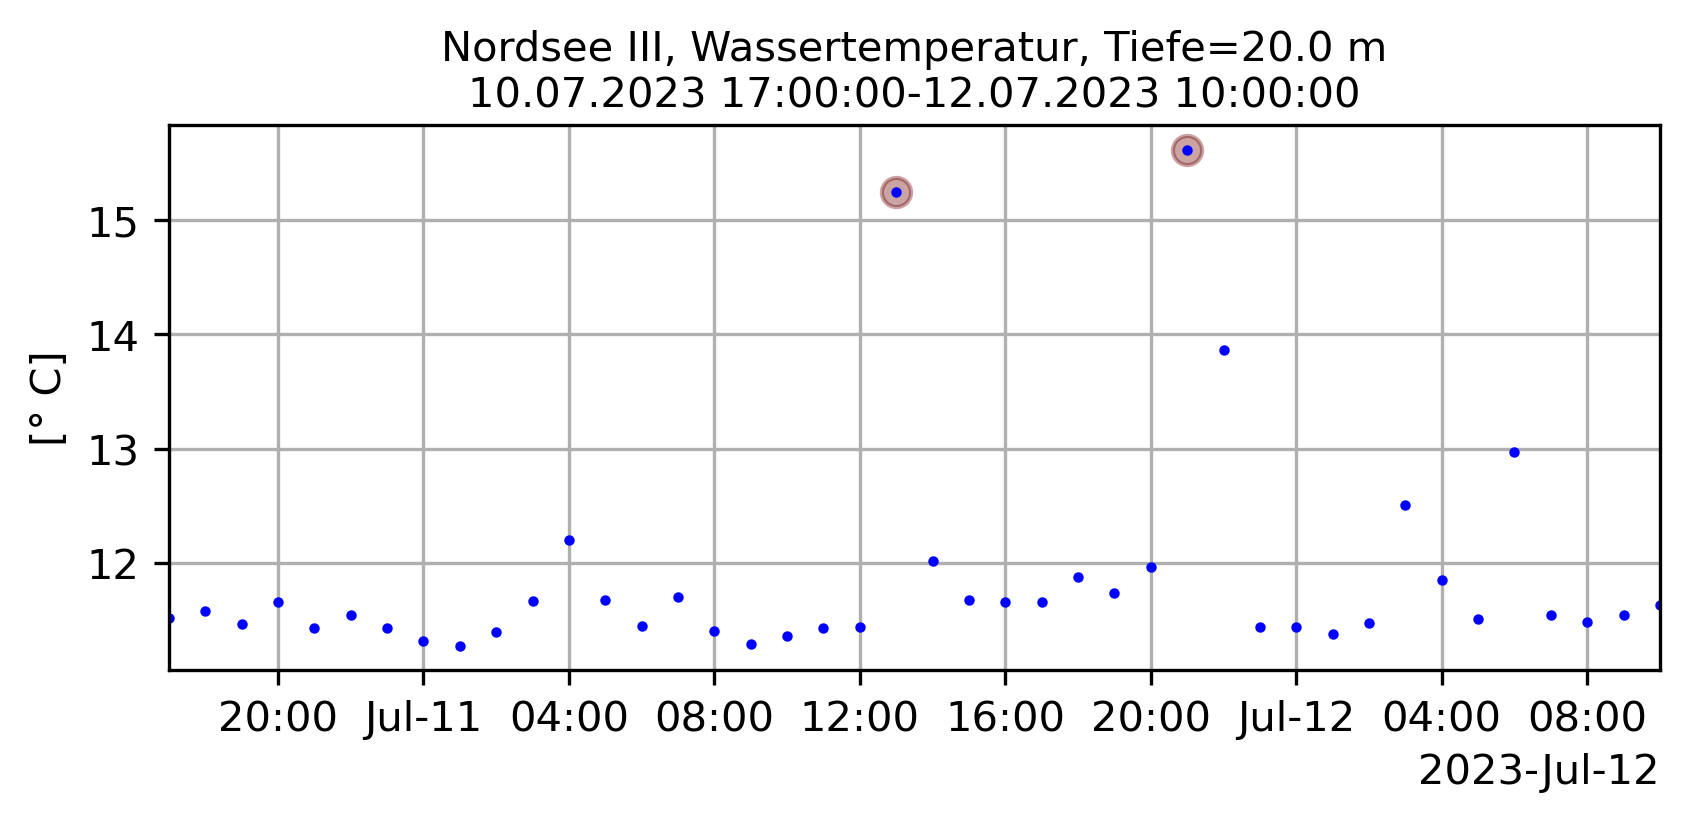 Nordsee III, Wassertemperatur, Tiefe=20.0 m
10.07.2023 17:00:00-12.07.2023 10:00:00
[° C]
15
14
13
12
20:00 Jul-11 04:00 08:00 12:00 16:00 20:00 Jul-12 04:00 08:00
2023-Jul-12